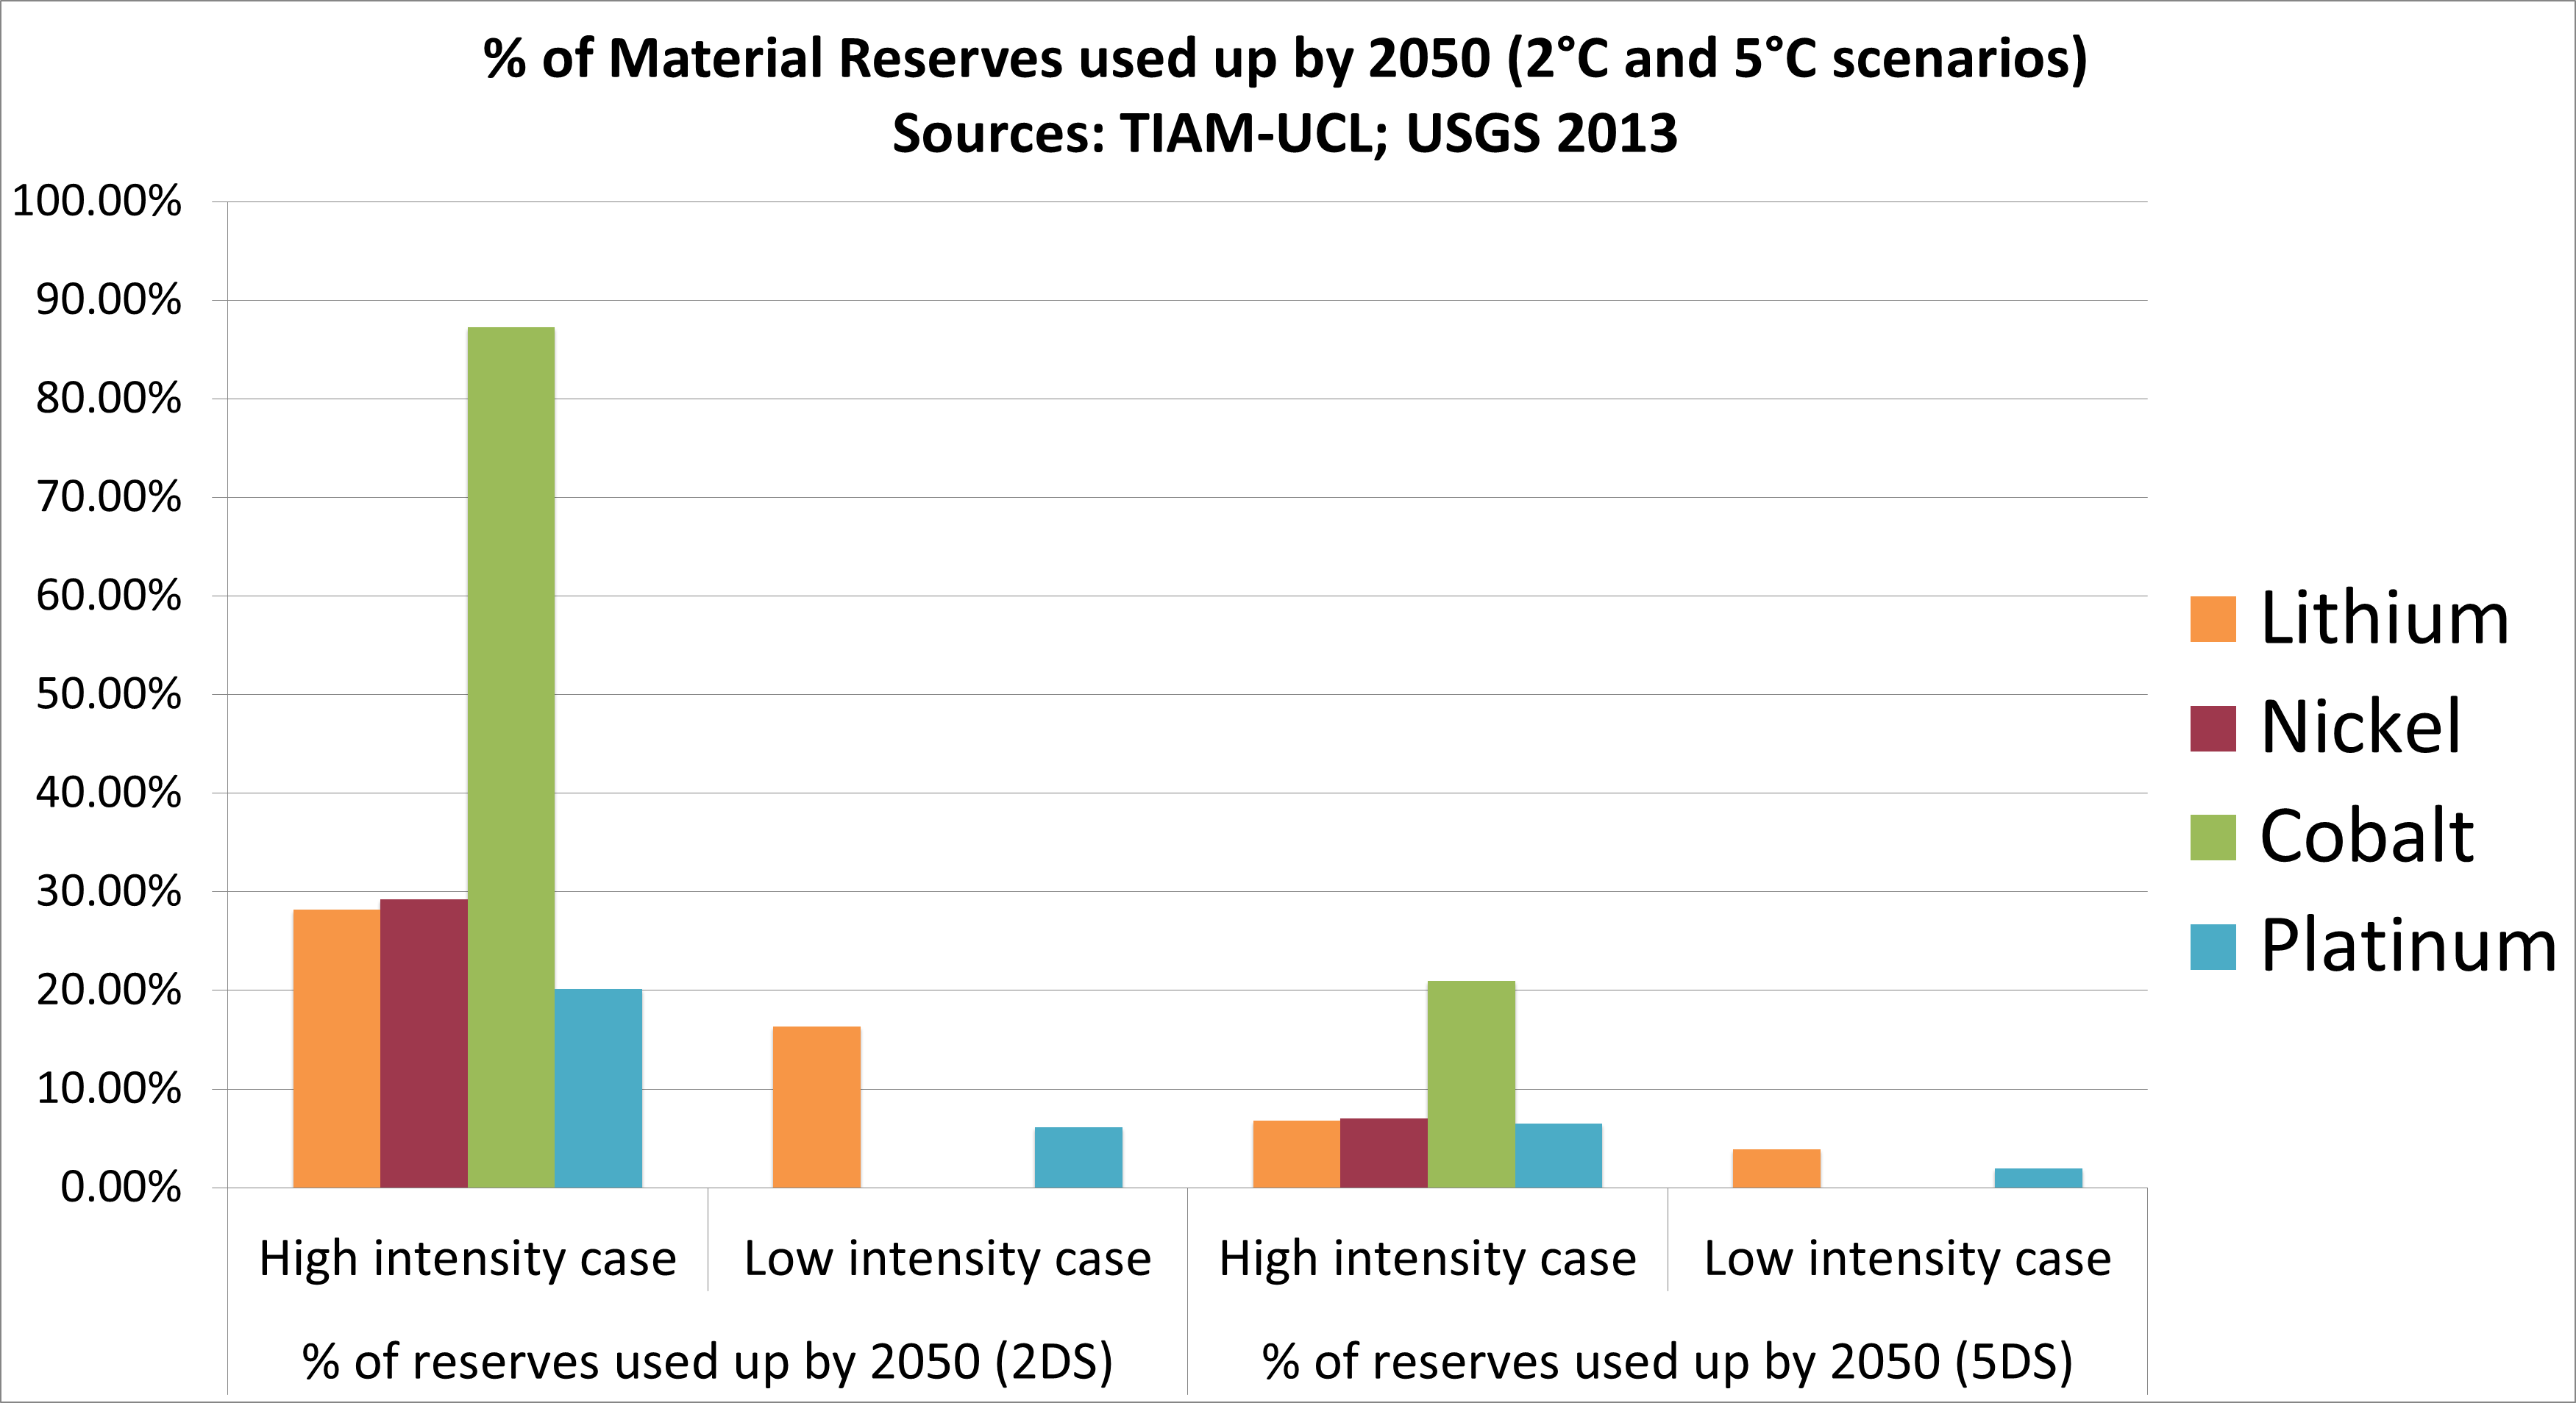 % of Material Reserves used up by 2050 (2°C and 5°C scenarios)
Sources: TIAM-UCL; USGS 2013
100.00%
90.00%
80.00%
70.00%
60.00%
50.00%
40.00%
30.00%
20.00%
10.00%
0.00%
High intensity case
Low intensity case
High intensity case
Low intensity case
% of reserves used up by 2050 (2DS)
% of reserves used up by 2050 (5DS)
Lithium
Nickel
Cobalt
Platinum